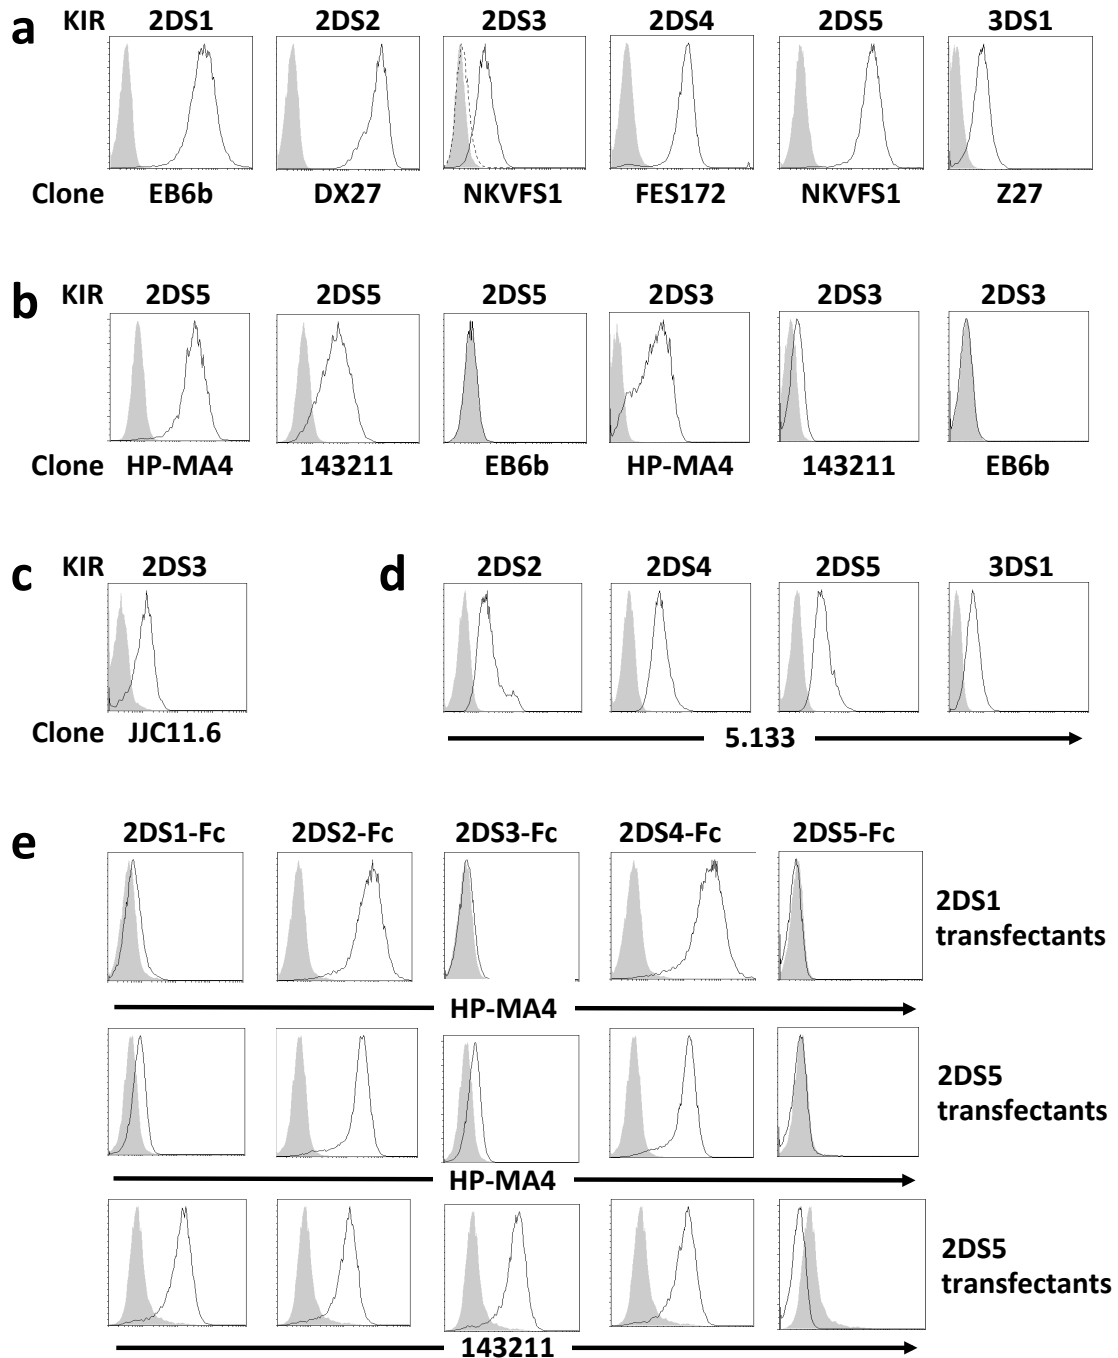 a KIR 2DS1 2DS2 2DS3 2DS4 2DS5 3DS1
Clone EB6b DX27 NKVFS1 FES172 NKVFS1 Z27
b KIR 2DS5 2DS5 2DS5 2DS3 2DS3 2DS3
Clone HP-MA4 143211 EB6b HP-MA4 143211 EB6b
c KIR 2DS3
Clone JJC11.6
d 2DS2 2DS4 2DS5 3DS1
5.133
e 2DS1-Fc 2DS2-Fc 2DS3-Fc 2DS4-Fc 2DS5-Fc
2DS1
transfectants
HP-MA4
2DS5
transfectants
HP-MA4
2DS5
transfectants
143211